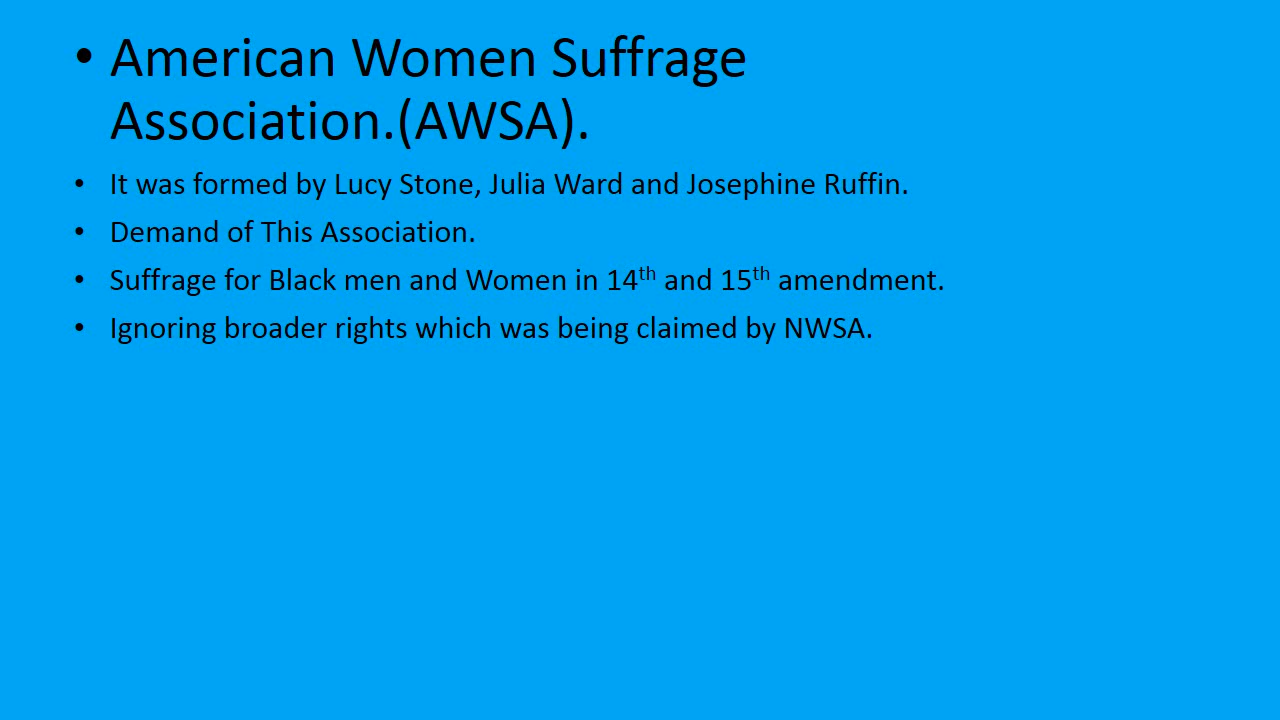 • American Women Suffrage
Association.(AWSA).
• It was formed by Lucy Stone, Julia Ward and Josephine Ruffin.
• Demand of This Association.
• Suffrage for Black men and Women in 14th and 15th amendment.
• Ignoring broader rights which was being claimed by NWSA.